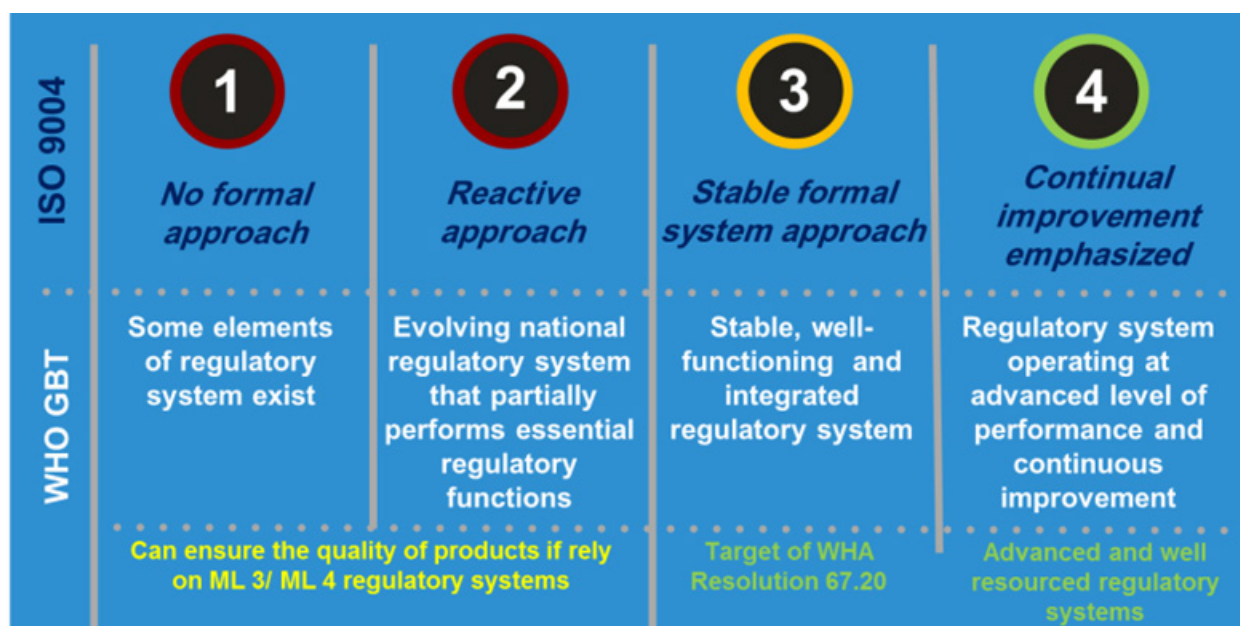 ISO 9004
1
No formal
approach
2
Reactive
approach
3
Stable formal
system approach
4
Continual
improvement
emphasized
WHO GBT
Some elements
of regulatory
system exist
Evolving national
regulatory system
that partially
performs essential
regulatory
functions
Stable, well-
functioning and
integrated
regulatory system
Regulatory system
operating at
advanced level of
performance and
continuous
improvement
Can ensure the quality of products if rely
on ML 3/ ML 4 regulatory systems
Target of WHA
Resolution 67.20
Advanced and well
resourced regulatory
systems